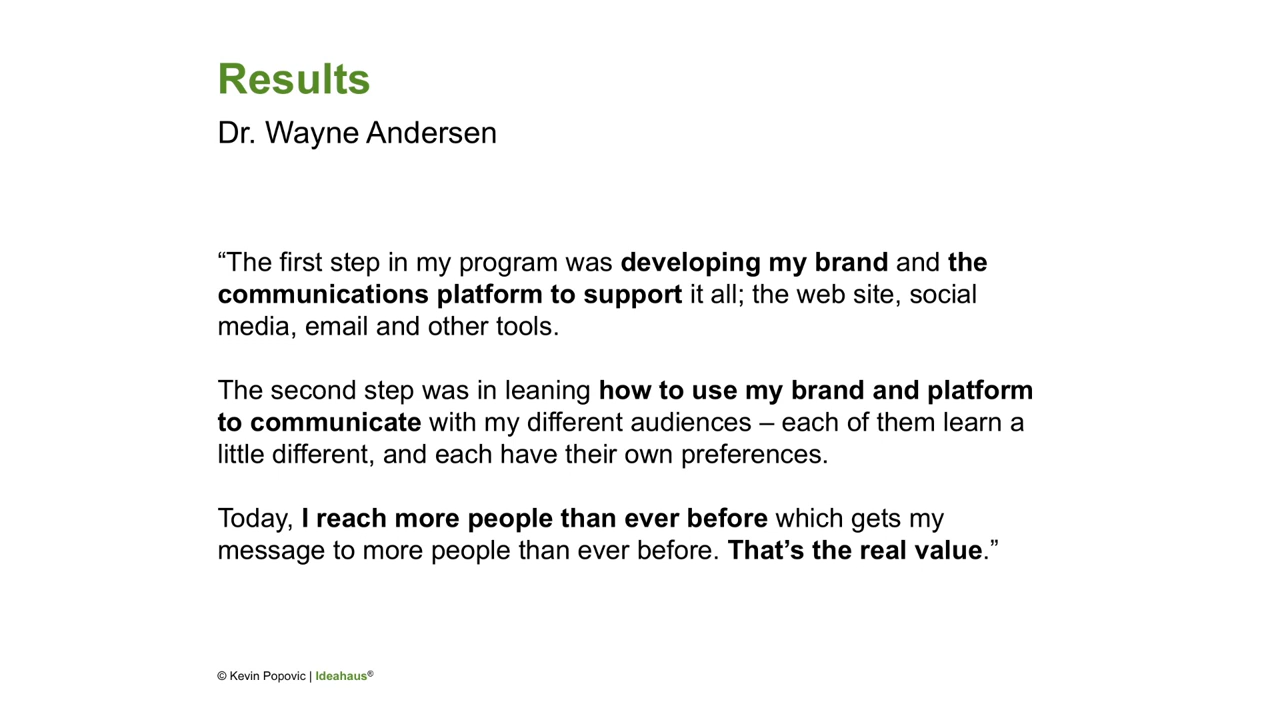 Results
Dr. Wayne Andersen
“The first step in my program was developing my brand and the
communications platform to support it all; the web site, social
media, email and other tools.
The second step was in leaning how to use my brand and platform
to communicate with my different audiences – each of them learn a
little different, and each have their own preferences.
Today, I reach more people than ever before which gets my
message to more people than ever before. That’s the real value.”
© Kevin Popovic | Ideahaus®